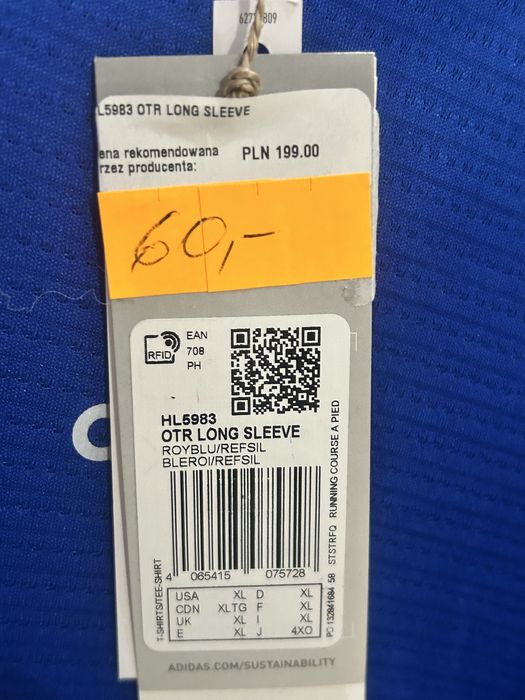 L5983 OTR LONG SLEEVE
ena rekomendowana PLN 199.00
rzez producenta:
60,-
RFID
EAN
708
PH
HL5983
OTR LONG SLEEVE
ROYBLU/REFSIL
BLEROI/REFSIL
4 065415 075728
USA XL D XL
CDN XLTG F XL
UK XL I XL
E XL J 4XO
T-SHIRTS/TEE-SHIRT
STSTRFQ RUNNING COURSE A PIED
ADIDAS.COM/SUSTAINABILITY